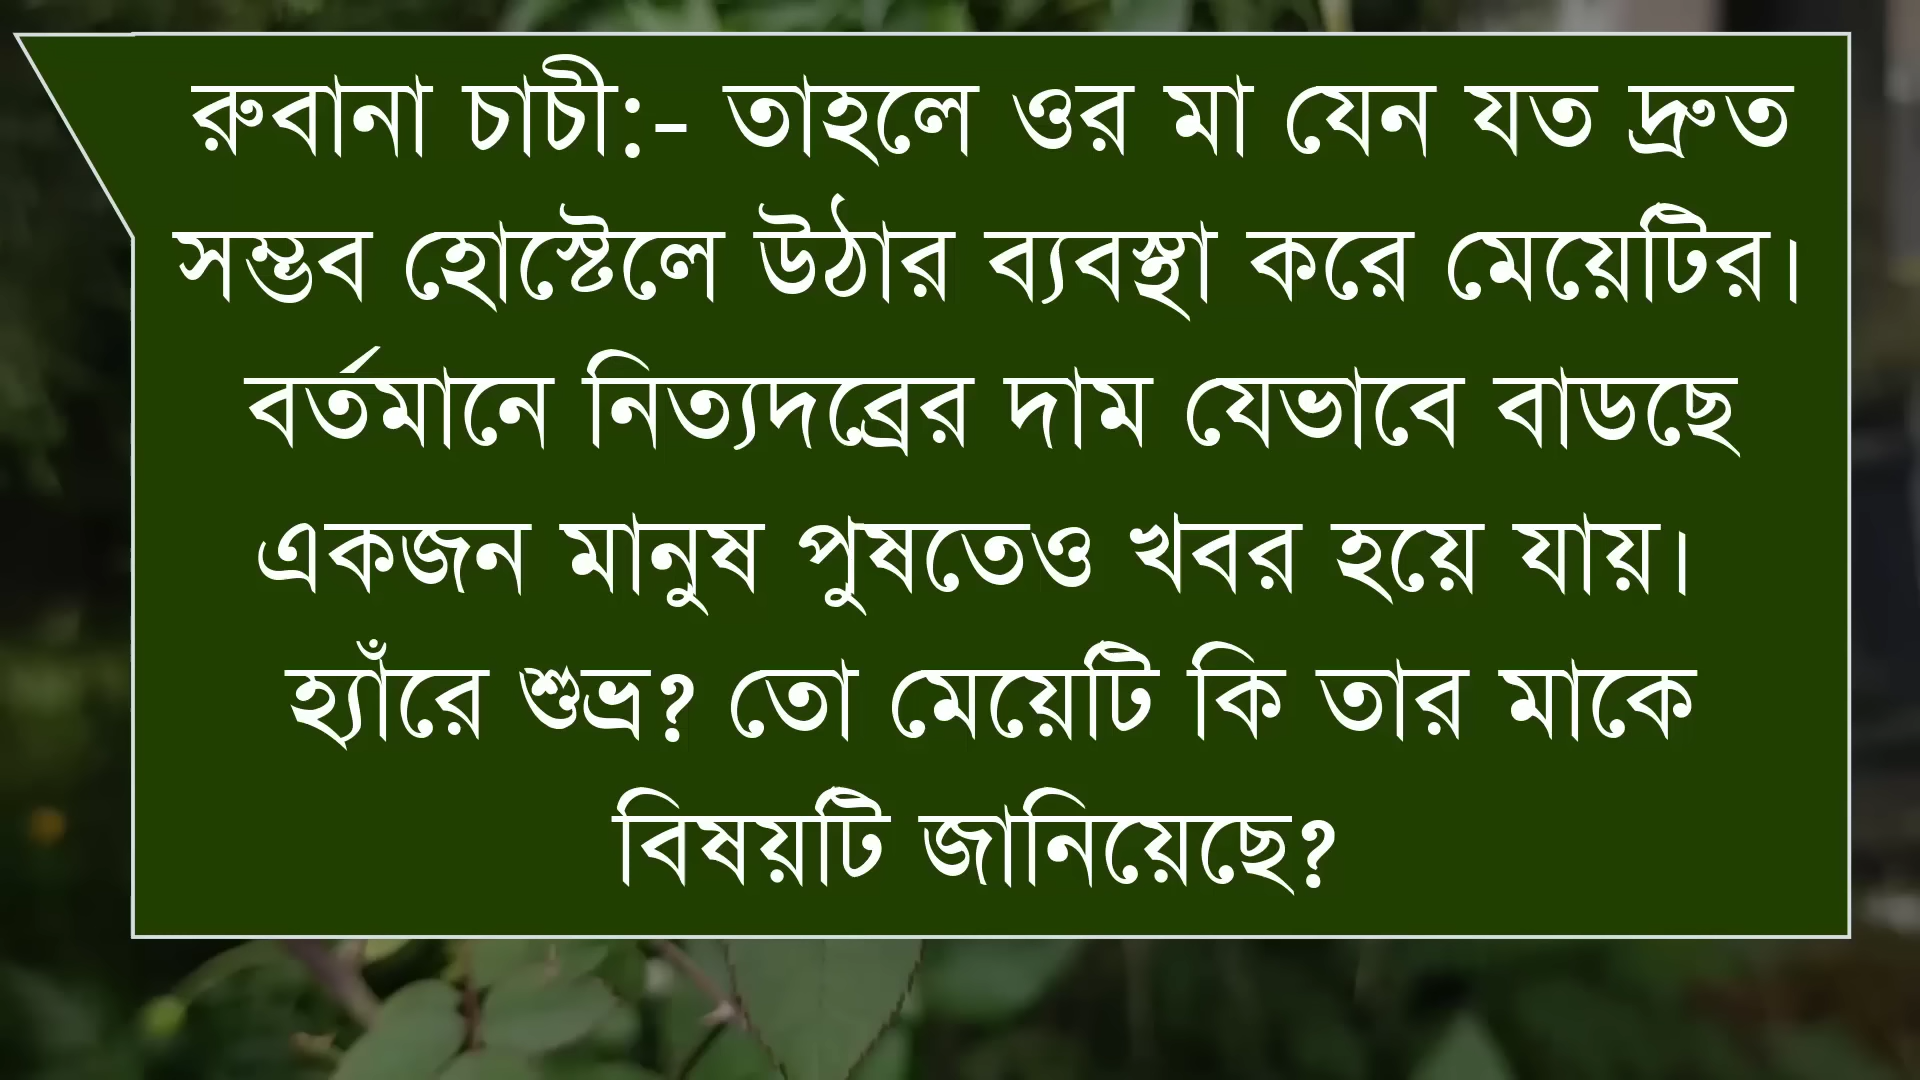 রুবানা চাচী:- তাহলে ওর মা যেন যত দ্রুত
সম্ভব হোস্টেলে উঠার ব্যবস্থা করে মেয়েটির।
বর্তমানে নিত্যদব্রের দাম যেভাবে বাডছে
একজন মানুষ পুষতেও খবর হয়ে যায়।
হ্যাঁরে শুভ্র? তো মেয়েটি কি তার মাকে
বিষয়টি জানিয়েছে?